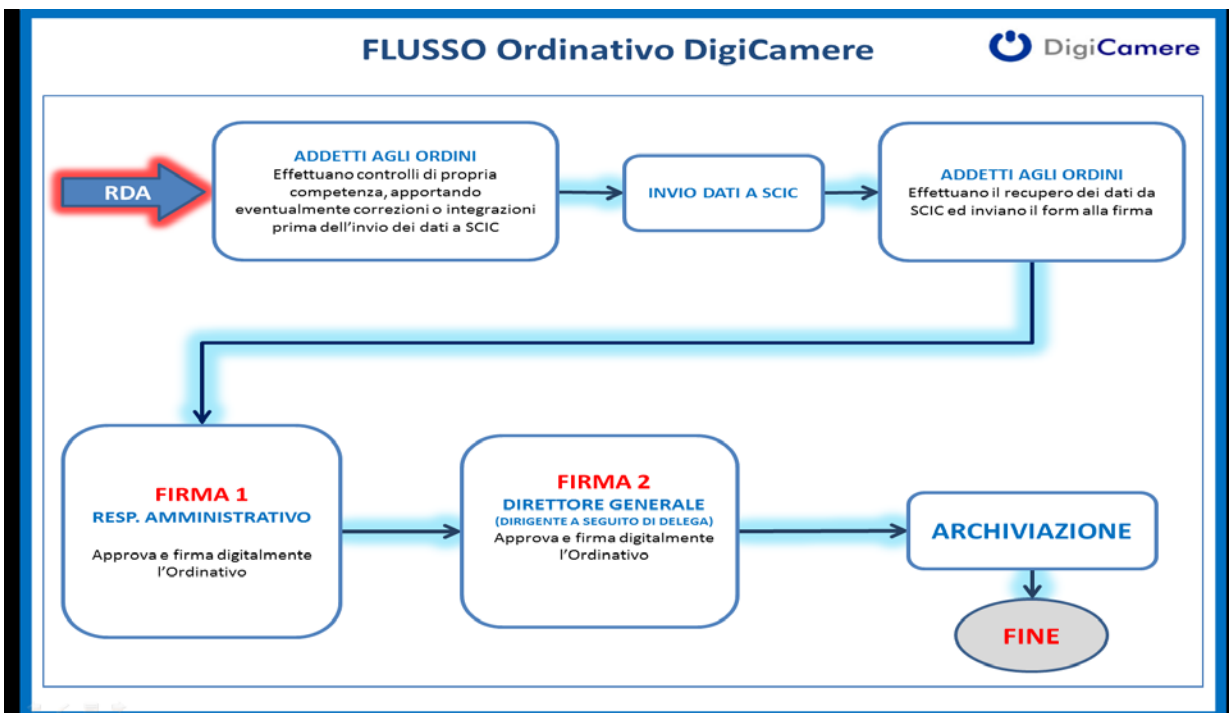 FLUSSO Ordinativo DigiCamere
DigiCamere
RDA
ADDETTI AGLI ORDINI
Effettuano controlli di propria
competenza, apportando
eventualmente correzioni o integrazioni
prima dell'invio dei dati a SCIC
INVIO DATI A SCIC
ADDETTI AGLI ORDINI
Effettuano il recupero dei dati da
SCIC ed inviano il form alla firma
FIRMA 1
RESP. AMMINISTRATIVO
Approva e firma digitalmente
l'Ordinativo
FIRMA 2
DIRETTORE GENERALE
(DIRIGENTE A SEGUITO DI DELEGA)
Approva e firma digitalmente
l'Ordinativo
ARCHIVIAZIONE
FINE